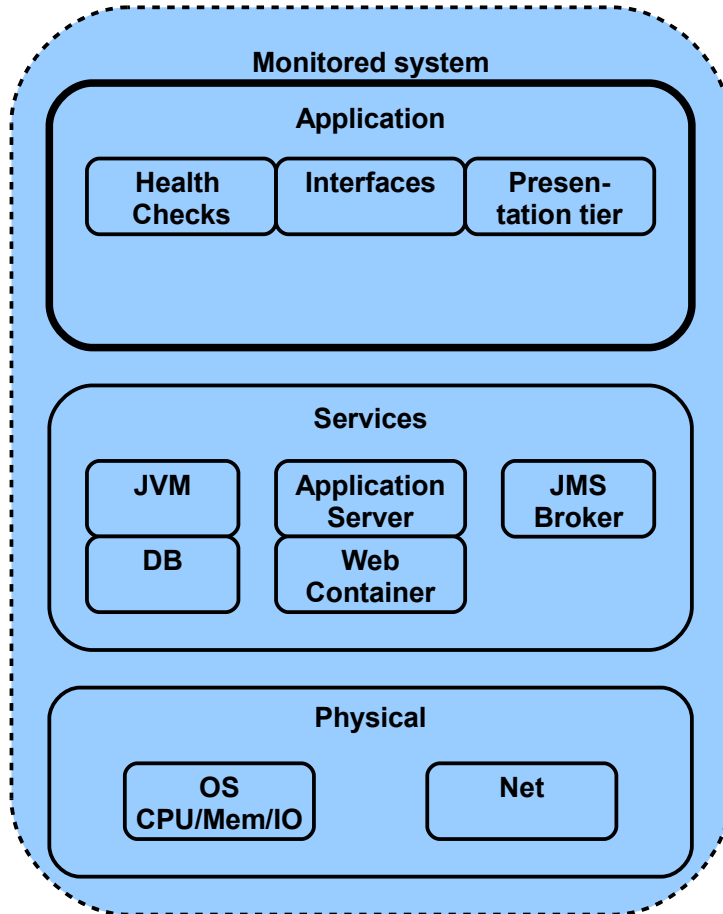 Monitored system
Application
Health
Checks
Interfaces
Presen-
tation tier
Services
JVM
Application
Server
JMS
Broker
DB
Web
Container
Physical
OS
CPU/Mem/IO
Net